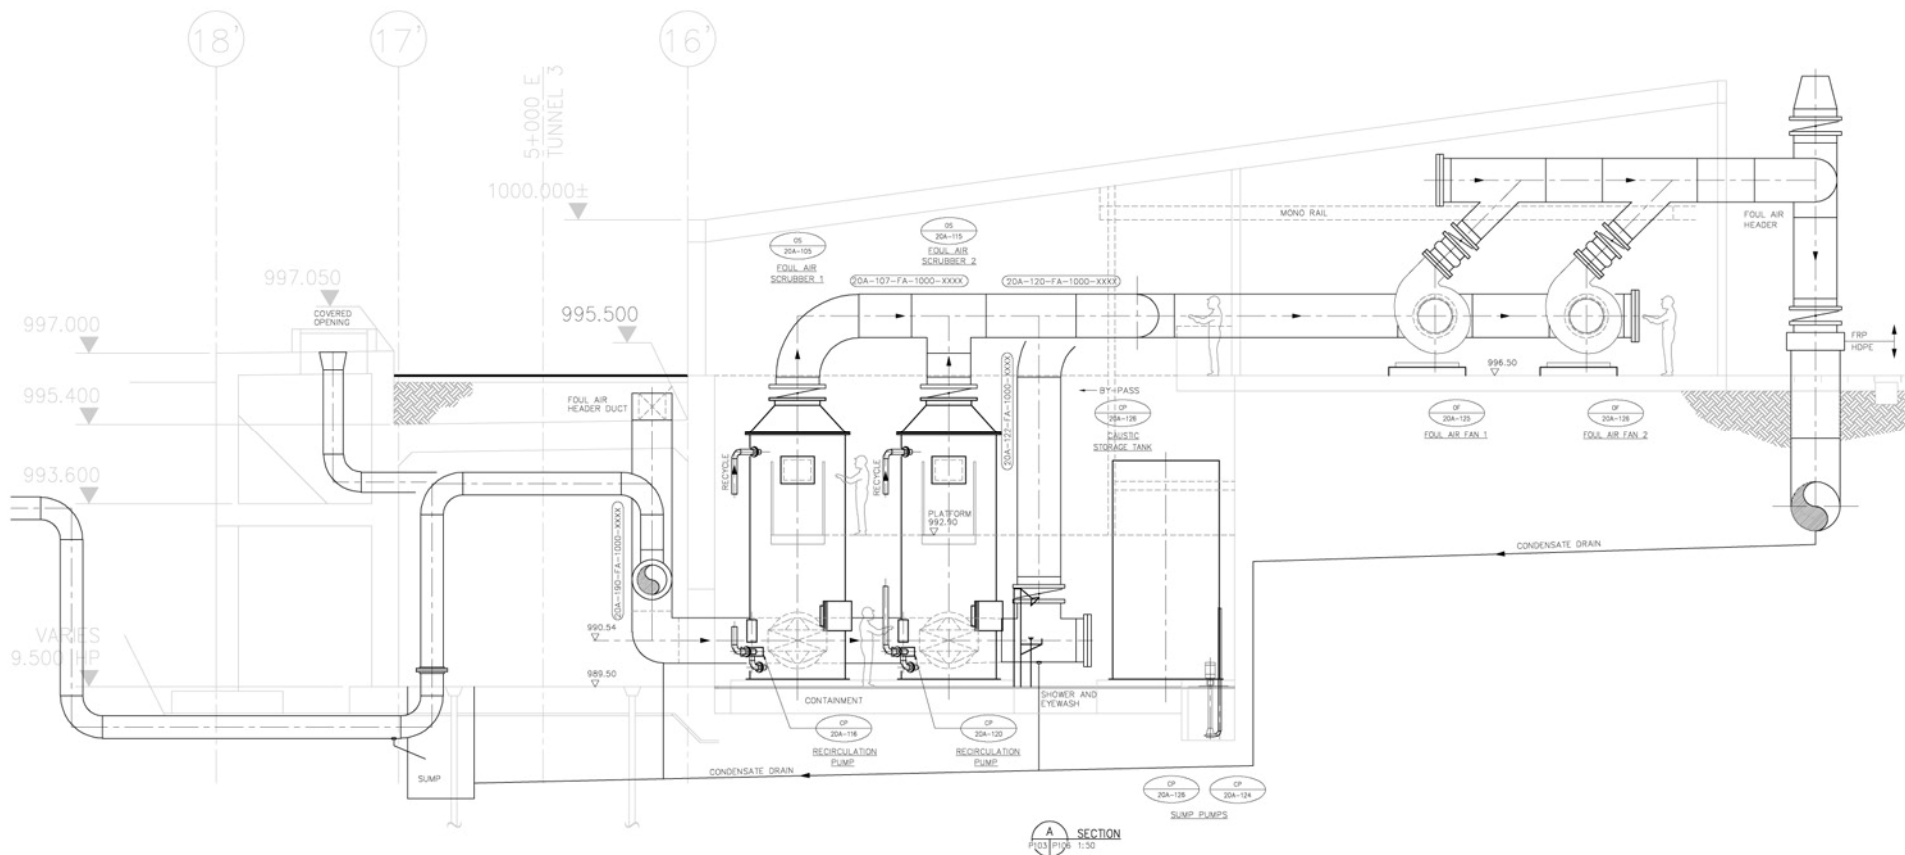 18'
17'
16'
5+000 E
TUNNEL 3
1000.000±
997.050
COVERED
OPENING
997.000
995.500
995.400
993.600
VARIES
9.500 HP
FOUL AIR
HEADER DUCT
20A-190-FA-1000-XXXX
990.54
989.50
SUMP
OS
20A-105
FOUL AIR
SCRUBBER 1
OS
20A-115
FOUL AIR
SCRUBBER 2
20A-107-FA-1000-XXXX
20A-120-FA-1000-XXXX
20A-122-FA-1000-XXXX
MONO RAIL
FOUL AIR
HEADER
FRP
HDPE
996.50
BY-PASS
CP
20A-126
CAUSTIC
STORAGE TANK
OF
20A-125
FOUL AIR FAN 1
OF
20A-128
FOUL AIR FAN 2
RECYCLE
RECYCLE
PLATFORM
992.90
CONDENSATE DRAIN
CONTAINMENT
SHOWER AND
EYEWASH
CP
20A-116
RECIRCULATION
PUMP
CP
20A-120
RECIRCULATION
PUMP
CONDENSATE DRAIN
CP
20A-126
CP
20A-124
SUMP PUMPS
A
SECTION
P103
P106
1:50